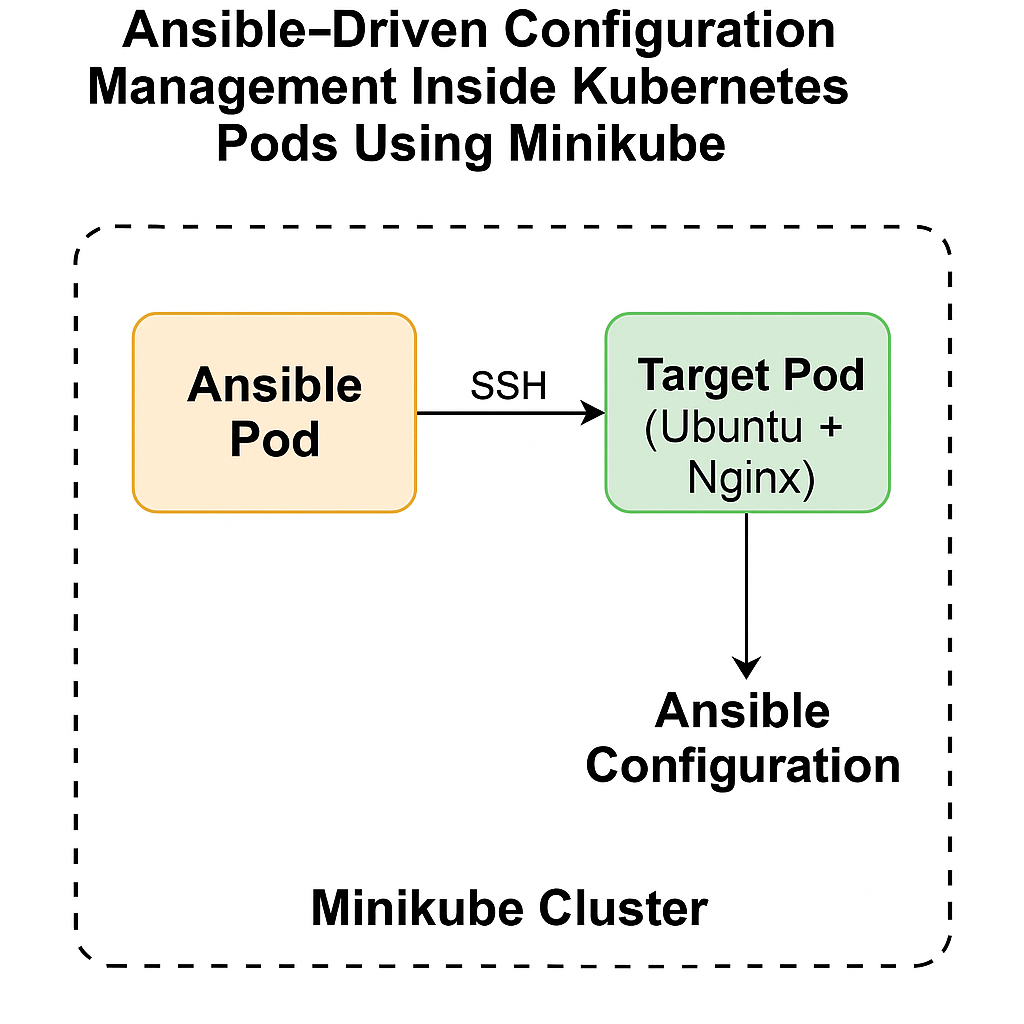 Ansible–Driven Configuration
Management Inside Kubernetes
Pods Using Minikube
Ansible
Pod
SSH
Target Pod
(Ubuntu +
Nginx)
Ansible
Configuration
Minikube Cluster